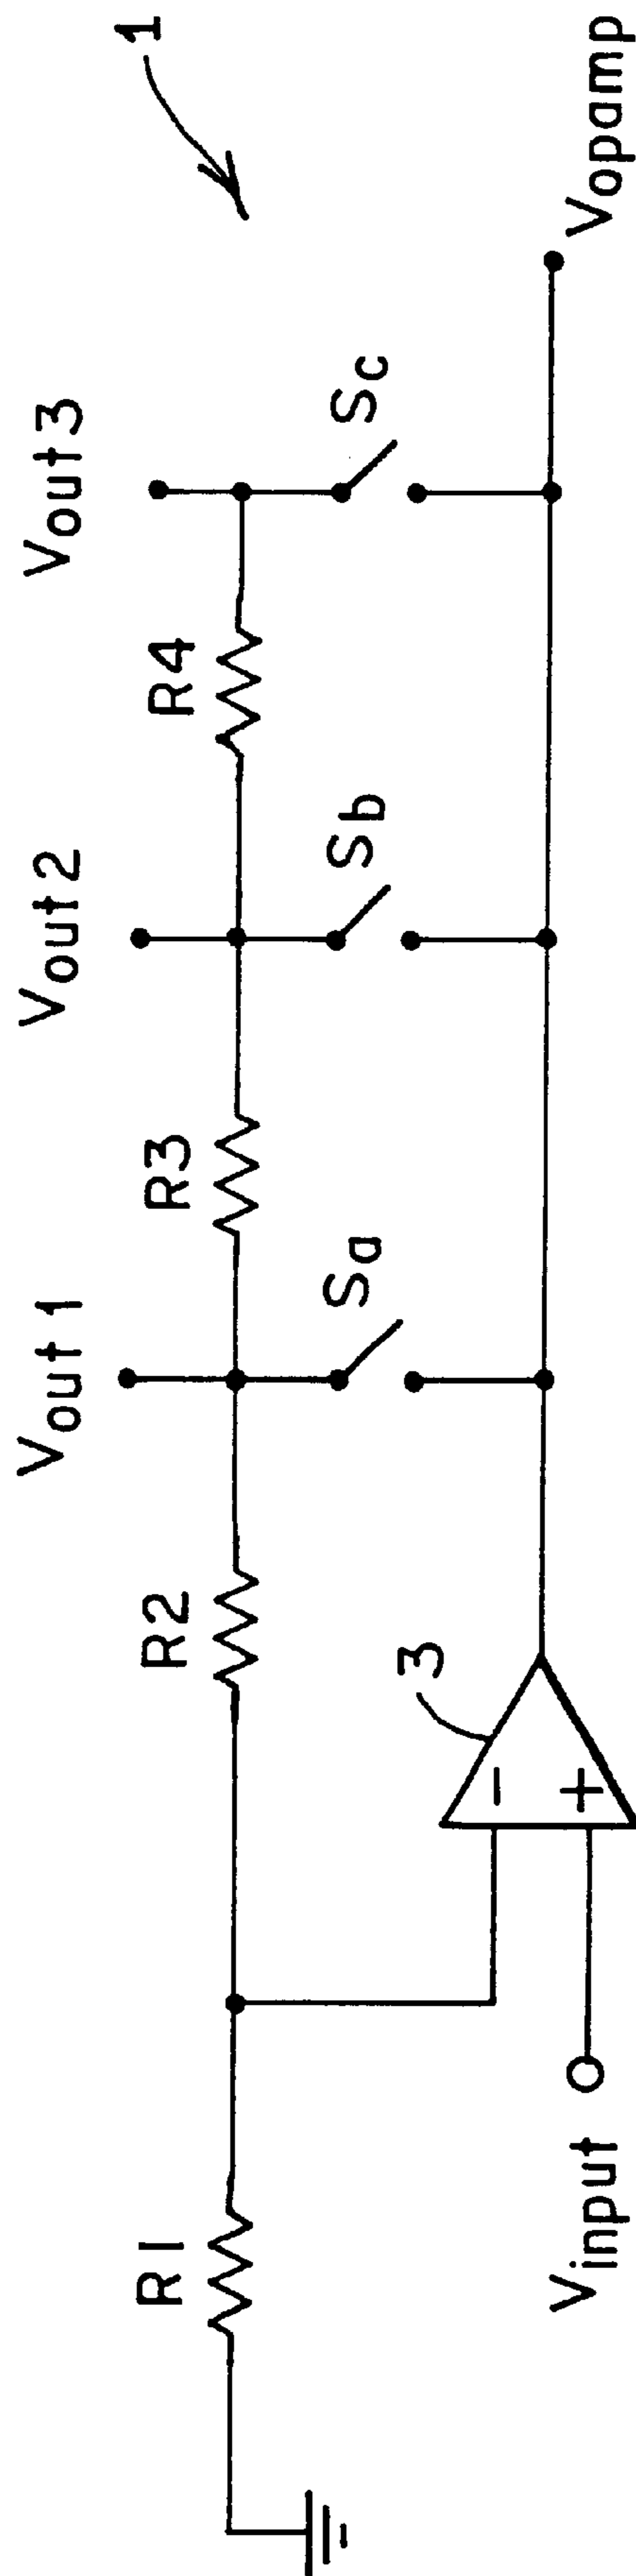 1
Vout1
Vout2
Vout3
R1
R2
R3
R4
Sa
Sb
Sc
3
-
+
Vinput
Vopamp